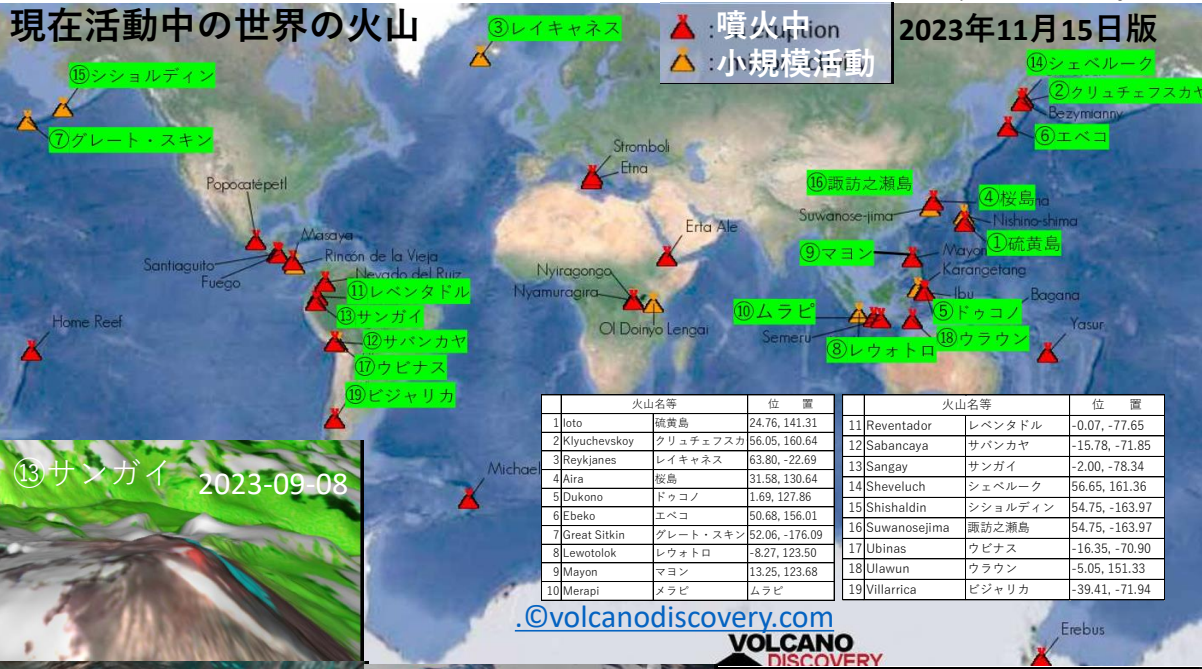 現在活動中の世界の火山
2023年11月15日版
噴火中
: eruption
小規模活動
③レイキャネス
⑮シショルディン
⑦グレート・スキン
⑭シェベルーク
②クリュチェフスカヤ
Bezymianny
⑥エベコ
Stromboli
Etna
⑯諏訪之瀬島
Suwanose-jima
④桜島
Nishino-shima
①硫黄島
Popocatépetl
Masaya
Santiaguito
Rincón de la Vieja
Fuego
Nevado del Ruiz
⑪レベンタドル
⑬サンガイ
⑫サバンカヤ
⑰ウビナス
⑲ビジャリカ
Home Reef
Erta Ale
Nyiragongo
Nyamuragira
Ol Doinyo Lengai
⑨マヨン
Mayon
Karangetang
Ibu
Bagana
⑩ムラピ
⑤ドゥコノ
Semeru
⑱ウラウン
⑧レウォトロ
Yasur
Michael
Erebus
⑬サンガイ 2023-09-08
火山名等 位 置
1 Ioto 硫黄島 24.76, 141.31
2 Klyuchevskoy クリュチェフスカ 56.05, 160.64
3 Reykjanes レイキャネス 63.80, -22.69
4 Aira 桜島 31.58, 130.64
5 Dukono ドゥコノ 1.69, 127.86
6 Ebeko エベコ 50.68, 156.01
7 Great Sitkin グレート・スキン 52.06, -176.09
8 Lewotolok レウォトロ -8.27, 123.50
9 Mayon マヨン 13.25, 123.68
10 Merapi メラピ ムラピ
火山名等 位 置
11 Reventador レベンタドル -0.07, -77.65
12 Sabancaya サバンカヤ -15.78, -71.85
13 Sangay サンガイ -2.00, -78.34
14 Sheveluch シェベルーク 56.65, 161.36
15 Shishaldin シショルディン 54.75, -163.97
16 Suwanosejima 諏訪之瀬島 54.75, -163.97
17 Ubinas ウビナス -16.35, -70.90
18 Ulawun ウラウン -5.05, 151.33
19 Villarrica ビジャリカ -39.41, -71.94
.©volcanodiscovery.com
VOLCANO
DISCOVERY